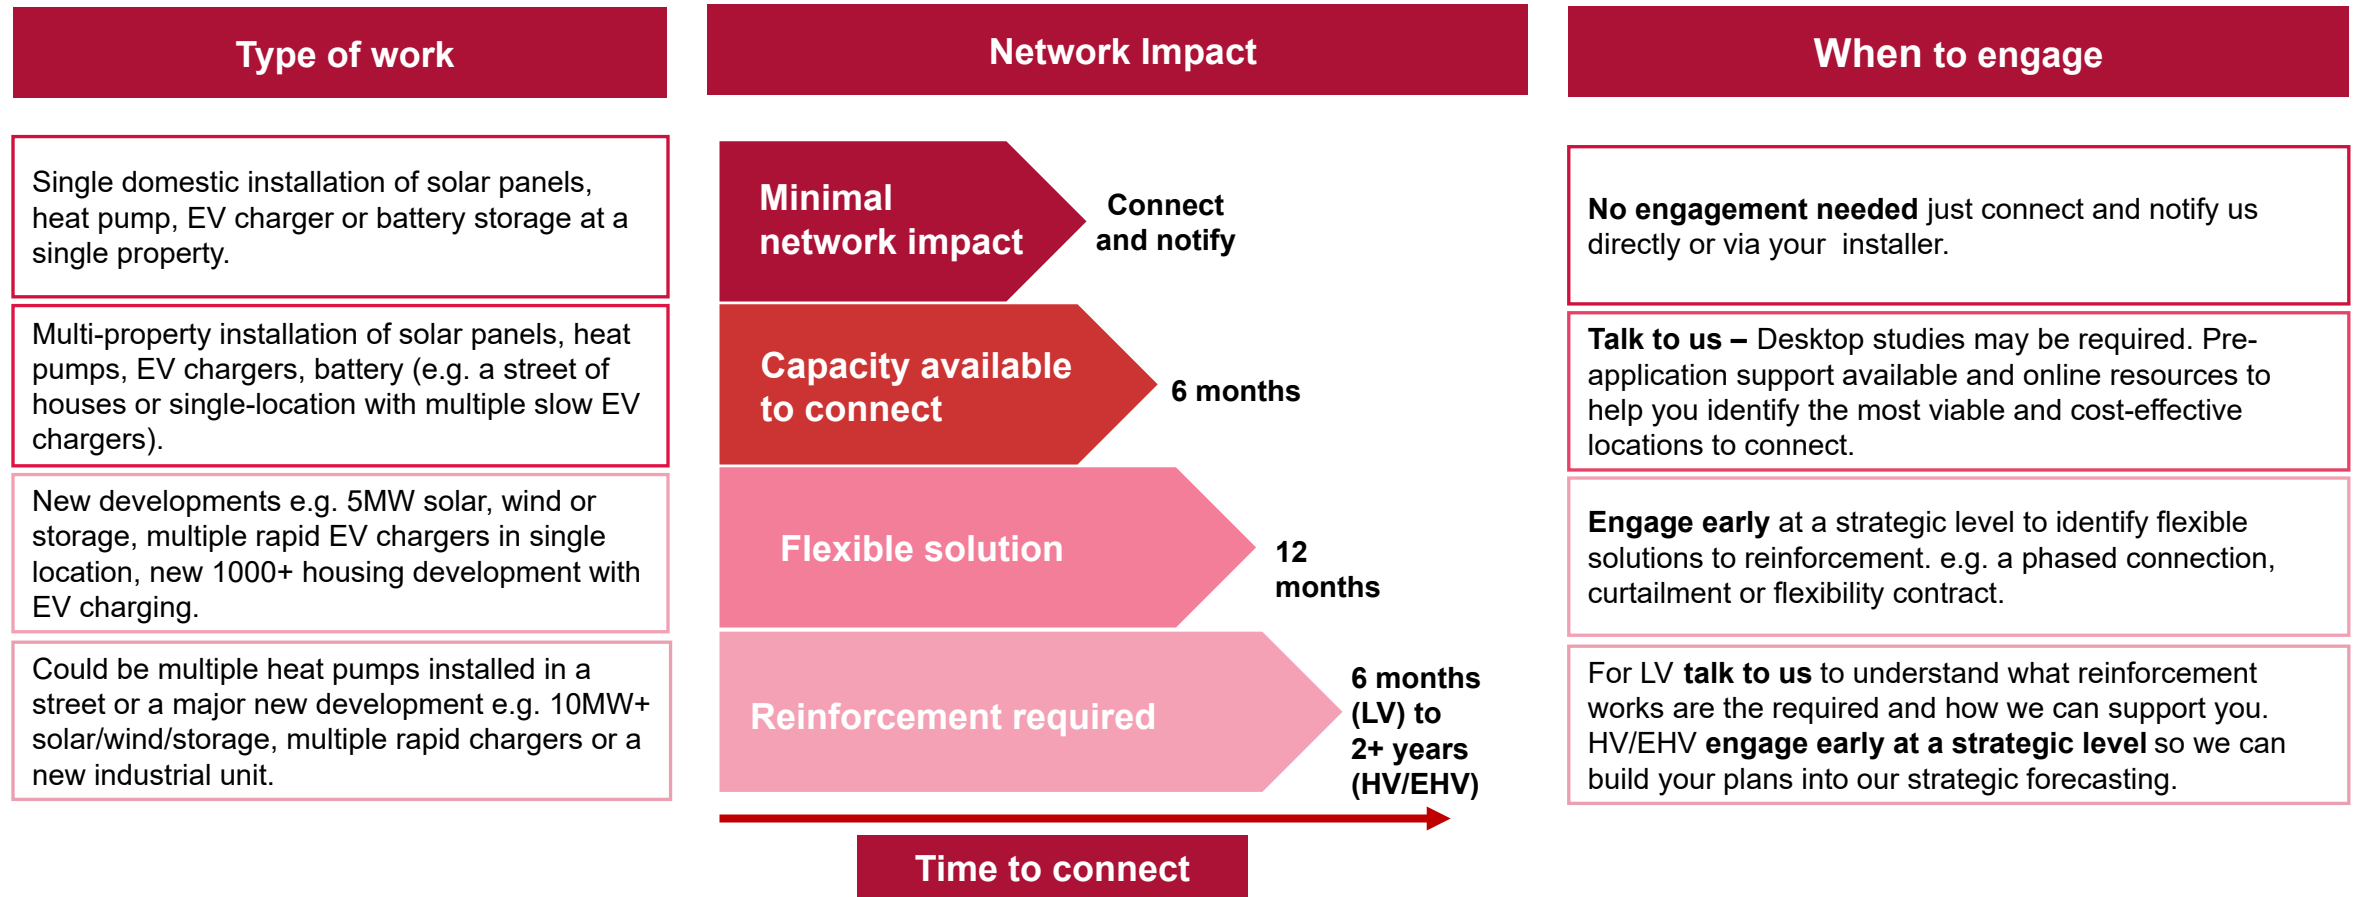 Type of work
Network Impact
When to engage
Single domestic installation of solar panels,
heat pump, EV charger or battery storage at a
single property.
Minimal
network impact
Connect
and notify
No engagement needed just connect and notify us
directly or via your  installer.
Multi-property installation of solar panels, heat
pumps, EV chargers, battery (e.g. a street of
houses or single-location with multiple slow EV
chargers).
Capacity available
to connect
6 months
Talk to us – Desktop studies may be required. Pre-
application support available and online resources to
help you identify the most viable and cost-effective
locations to connect.
New developments e.g. 5MW solar, wind or
storage, multiple rapid EV chargers in single
location, new 1000+ housing development with
EV charging.
Flexible solution
12
months
Engage early at a strategic level to identify flexible
solutions to reinforcement. e.g. a phased connection,
curtailment or flexibility contract.
Could be multiple heat pumps installed in a
street or a major new development e.g. 10MW+
solar/wind/storage, multiple rapid chargers or a
new industrial unit.
Reinforcement required
6 months
(LV) to
2+ years
(HV/EHV)
For LV talk to us to understand what reinforcement
works are the required and how we can support you.
HV/EHV engage early at a strategic level so we can
build your plans into our strategic forecasting.
Time to connect